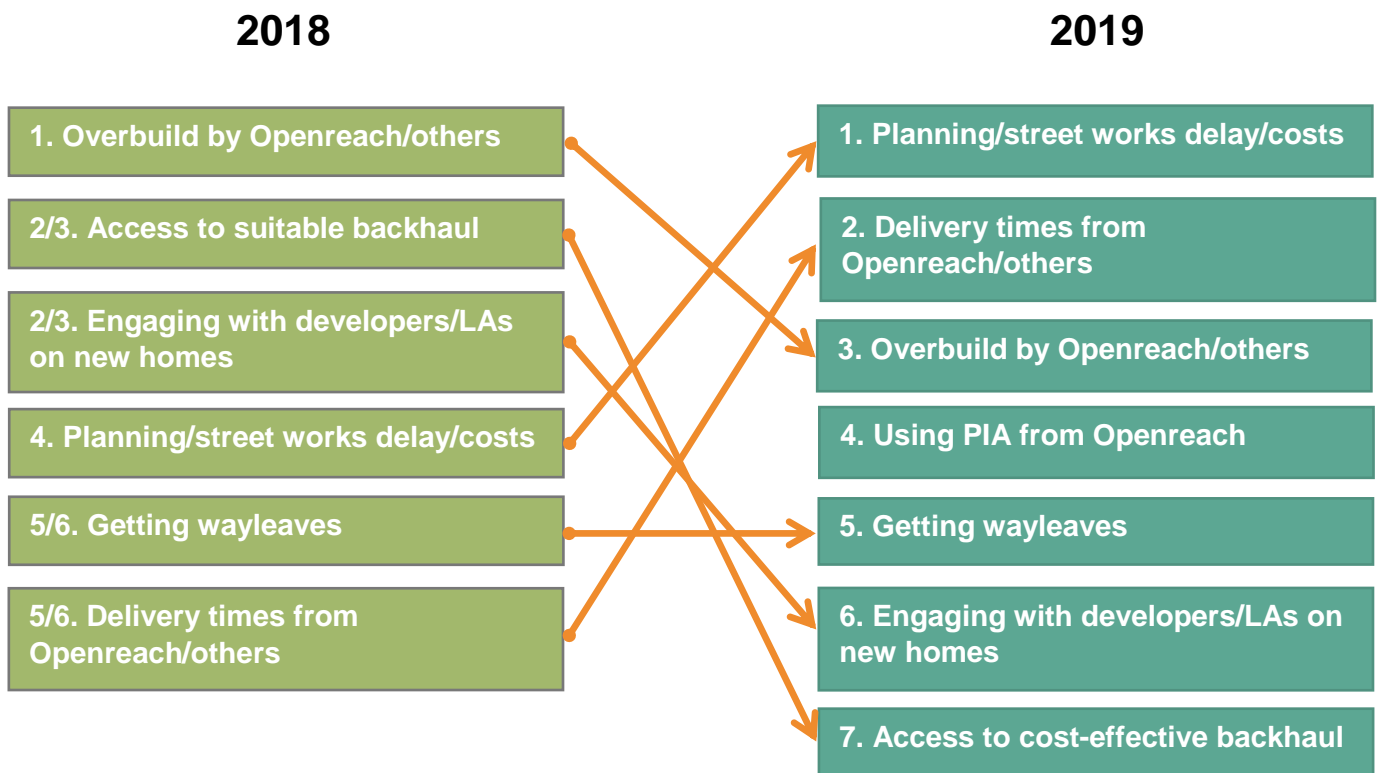 2018
2019
1. Overbuild by Openreach/others
2/3. Access to suitable backhaul
2/3. Engaging with developers/LAs
on new homes
4. Planning/street works delay/costs
5/6. Getting wayleaves
5/6. Delivery times from
Openreach/others
1. Planning/street works delay/costs
2. Delivery times from
Openreach/others
3. Overbuild by Openreach/others
4. Using PIA from Openreach
5. Getting wayleaves
6. Engaging with developers/LAs on
new homes
7. Access to cost-effective backhaul